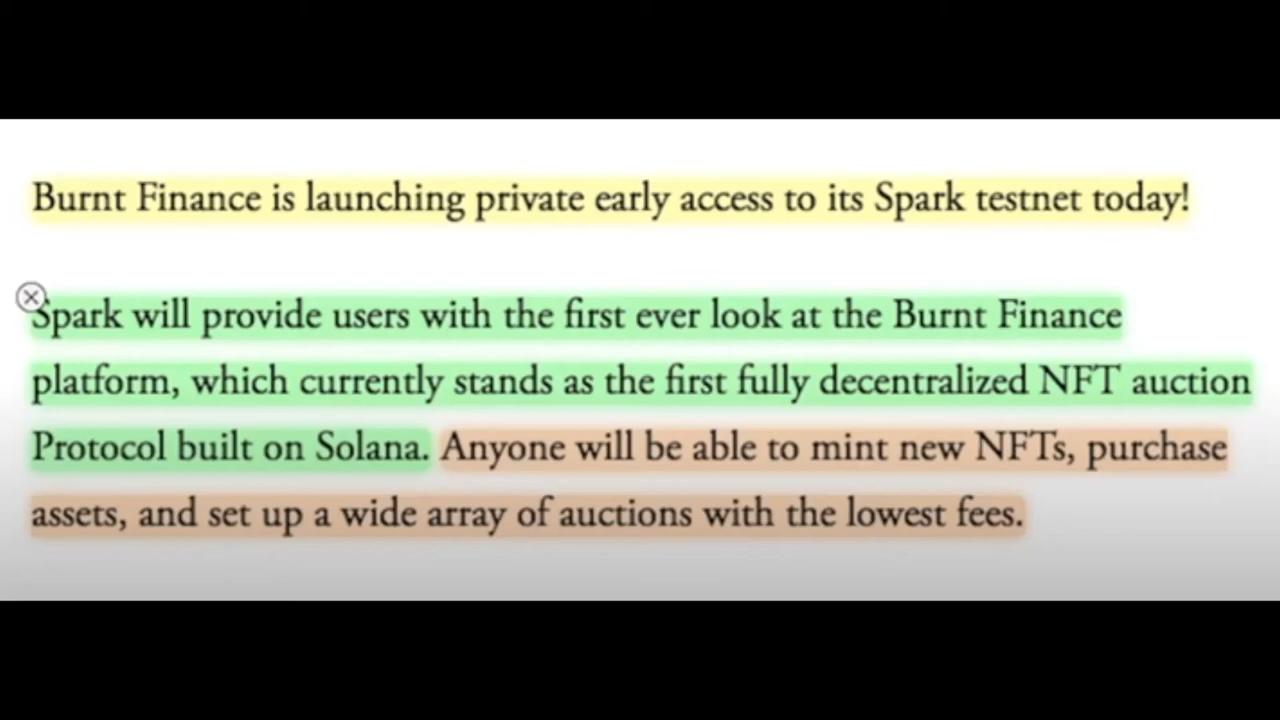 Burnt Finance is launching private early access to its Spark testnet today!
Spark will provide users with the first ever look at the Burnt Finance
platform, which currently stands as the first fully decentralized NFT auction
Protocol built on Solana. Anyone will be able to mint new NFTs, purchase
assets, and set up a wide array of auctions with the lowest fees.